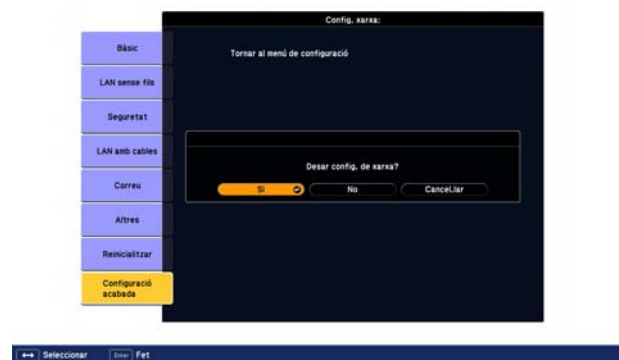 Config. xarxa:
Bàsic
Tornar al menú de configuració
LAN sense fils
Seguretat
LAN amb cables
Desar config. de xarxa?
Sí
No
Cancel.lar
Correu
Altres
Reinicialitzar
Configuració
acabada
Seleccionar
Enter Fet